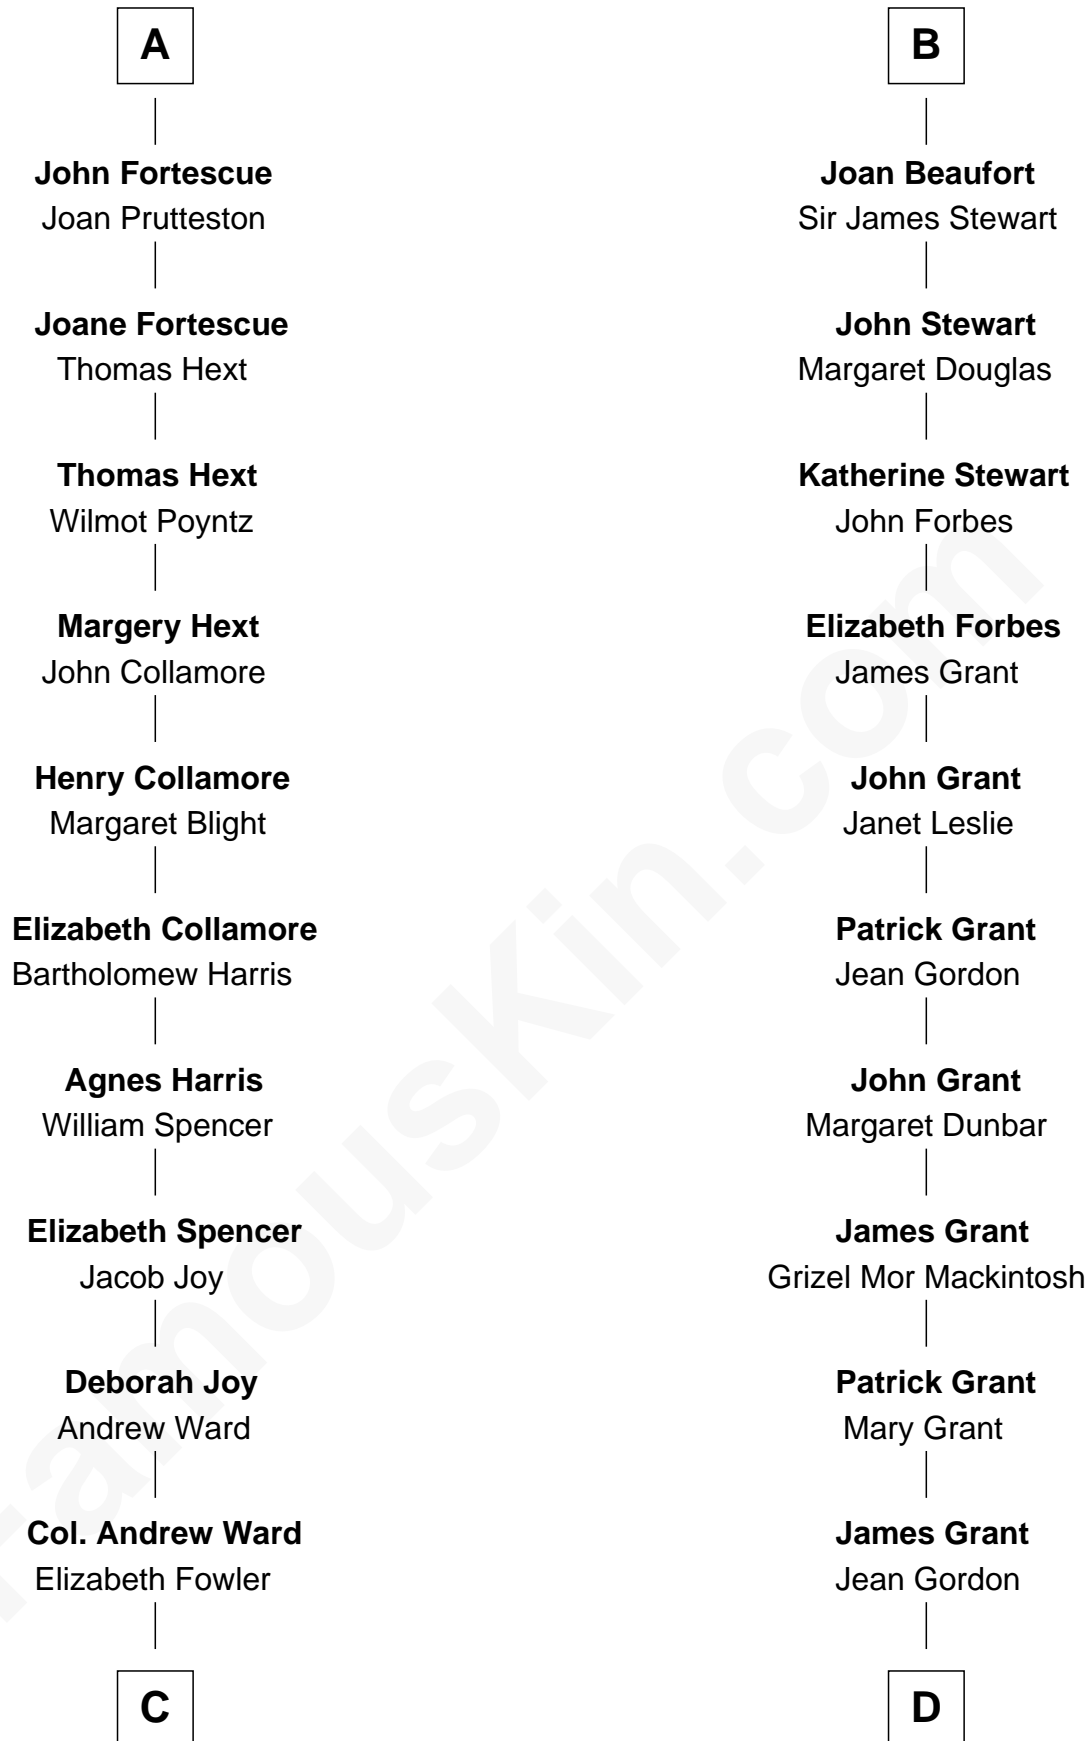 A
John Fortescue
Joan Prutteston
Joane Fortescue
Thomas Hext
Thomas Hext
Wilmot Poyntz
Margery Hext
John Collamore
Henry Collamore
Margaret Blight
Elizabeth Collamore
Bartholomew Harris
Agnes Harris
William Spencer
Elizabeth Spencer
Jacob Joy
Deborah Joy
Andrew Ward
Col. Andrew Ward
Elizabeth Fowler
C
B
Joan Beaufort
Sir James Stewart
John Stewart
Margaret Douglas
Katherine Stewart
John Forbes
Elizabeth Forbes
James Grant
John Grant
Janet Leslie
Patrick Grant
Jean Gordon
John Grant
Margaret Dunbar
James Grant
Grizel Mor Mackintosh
Patrick Grant
Mary Grant
James Grant
Jean Gordon
D
FamousKin.com